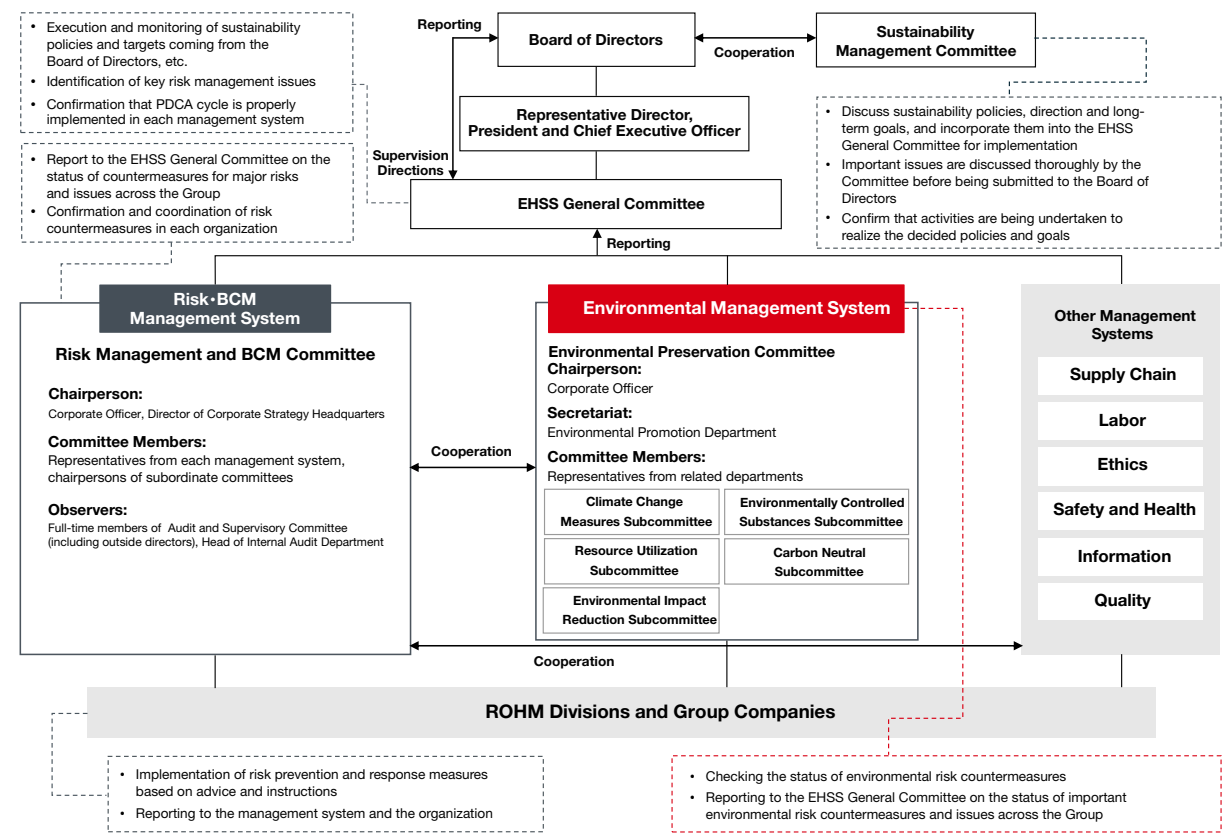 • Execution and monitoring of sustainability
policies and targets coming from the
Board of Directors, etc.
• Identification of key risk management issues
• Confirmation that PDCA cycle is properly
implemented in each management system
• Report to the EHSS General Committee on the
status of countermeasures for major risks
and issues across the Group
• Confirmation and coordination of risk
countermeasures in each organization
Reporting
Board of Directors
Cooperation
Sustainability
Management Committee
Representative Director,
President and Chief Executive Officer
Supervision
Directions
EHSS General Committee
Reporting
• Discuss sustainability policies, direction and long-
term goals, and incorporate them into the EHSS
General Committee for implementation
• Important issues are discussed thoroughly by the
Committee before being submitted to the Board of
Directors
• Confirm that activities are being undertaken to
realize the decided policies and goals
Risk•BCM
Management System
Risk Management and BCM Committee
Chairperson:
Corporate Officer, Director of Corporate Strategy Headquarters
Committee Members:
Representatives from each management system,
chairpersons of subordinate committees
Observers:
Full-time members of Audit and Supervisory Committee
(including outside directors), Head of Internal Audit Department
Cooperation
Environmental Management System
Environmental Preservation Committee
Chairperson:
Corporate Officer
Secretariat:
Environmental Promotion Department
Committee Members:
Representatives from related departments
Climate Change
Measures Subcommittee
Environmentally Controlled
Substances Subcommittee
Resource Utilization
Subcommittee
Carbon Neutral
Subcommittee
Environmental Impact
Reduction Subcommittee
Other Management
Systems
Supply Chain
Labor
Ethics
Safety and Health
Information
Quality
Cooperation
ROHM Divisions and Group Companies
• Implementation of risk prevention and response measures
based on advice and instructions
• Reporting to the management system and the organization
• Checking the status of environmental risk countermeasures
• Reporting to the EHSS General Committee on the status of important
environmental risk countermeasures and issues across the Group